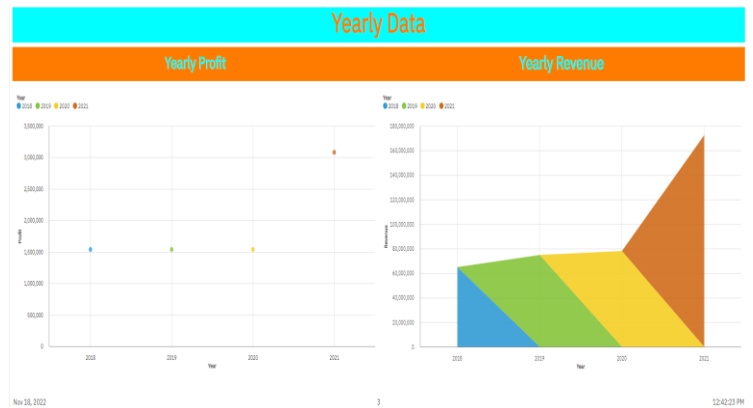 Yearly Data
Yearly Profit
Yearly Revenue
Year
2018 2019 2020 2021
3,500,000
3,000,000
2,500,000
2,000,000
1,500,000
1,000,000
500,000
0
Profit
2018 2019 2020 2021
Year
Year
2018 2019 2020 2021
180,000,000
160,000,000
140,000,000
120,000,000
100,000,000
80,000,000
60,000,000
40,000,000
20,000,000
0
Revenue
2018 2019 2020 2021
Year
Nov 18, 2022 3 12:42:23 PM